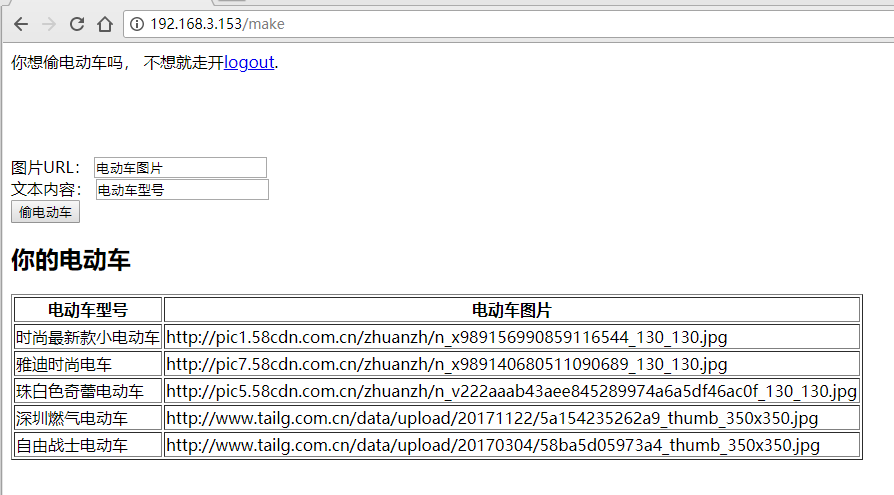 192.168.3.153/make
你想偷电动车吗， 不想就走开logout.
图片URL： 电动车图片
文本内容： 电动车型号
偷电动车
你的电动车
电动车型号 电动车图片
时尚最新款小电动车 http://pic1.58cdn.com.cn/zhuanzh/n_x989156990859116544_130_130.jpg
雅迪时尚电车 http://pic7.58cdn.com.cn/zhuanzh/n_x989140680511090689_130_130.jpg
珠白色奇蕾电动车 http://pic5.58cdn.com.cn/zhuanzh/n_v222aaab43aee845289974a6a5df46ac0f_130_130.jpg
深圳燃气电动车 http://www.tailg.com.cn/data/upload/20171122/5a154235262a9_thumb_350x350.jpg
自由战士电动车 http://www.tailg.com.cn/data/upload/20170304/58ba5d05973a4_thumb_350x350.jpg